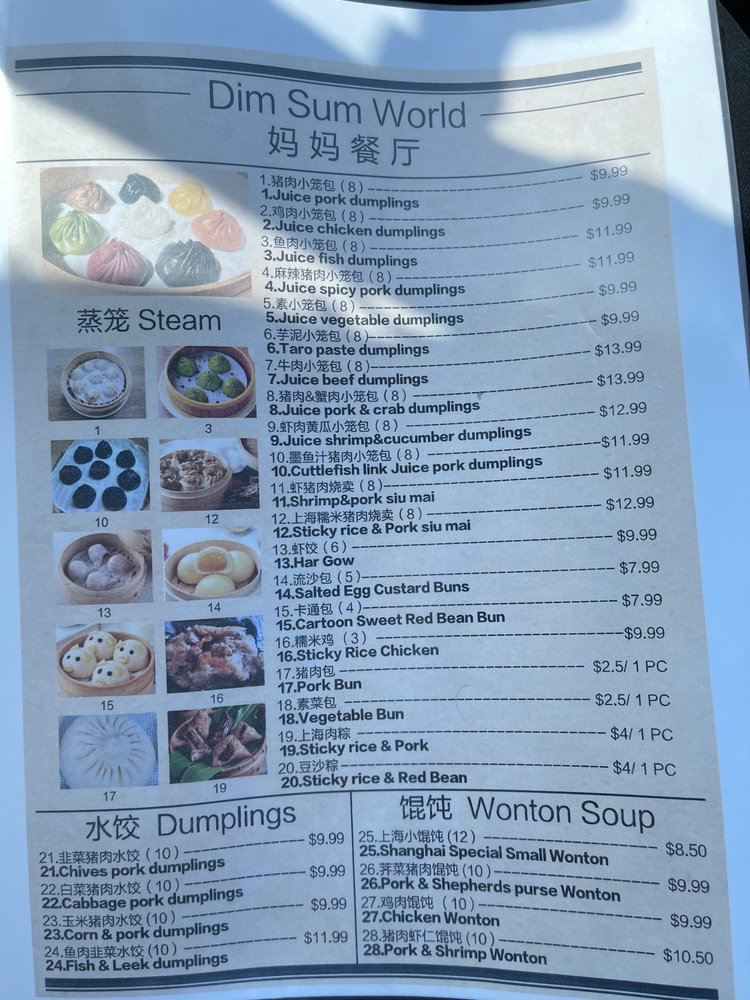 Dim Sum World
妈妈餐厅
蒸笼 Steam
1
3
10
12
13
14
15
16
17
19
1.猪肉小笼包 ( 8 ) $9.99
1.Juice pork dumplings
2.鸡肉小笼包 ( 8 ) $9.99
2.Juice chicken dumplings
3.鱼肉小笼包 ( 8 ) $11.99
3.Juice fish dumplings
4.麻辣猪肉小笼包 ( 8 ) $11.99
4.Juice spicy pork dumplings
5.素小笼包 ( 8 ) $9.99
5.Juice vegetable dumplings
6.芋泥小笼包 ( 8 ) $9.99
6.Taro paste dumplings
7.牛肉小笼包 ( 8 ) $13.99
7.Juice beef dumplings
8.猪肉&蟹肉小笼包 ( 8 ) $13.99
8.Juice pork & crab dumplings
9.虾肉黄瓜小笼包 ( 8 ) $12.99
9.Juice shrimp&cucumber dumplings
10.墨鱼汁猪肉小笼包 ( 8 ) $11.99
10.Cuttlefish link Juice pork dumplings
11.虾猪肉烧卖 ( 8 ) $11.99
11.Shrimp&pork siu mai
12.上海糯米猪肉烧卖 ( 8 ) $12.99
12.Sticky rice & Pork siu mai
13.虾饺 ( 6 ) $9.99
13.Har Gow
14.流沙包 ( 5 ) $7.99
14.Salted Egg Custard Buns
15.卡通包 ( 4 ) $7.99
15.Cartoon Sweet Red Bean Bun
16.糯米鸡 ( 3 ) $9.99
16.Sticky Rice Chicken
17.猪肉包 $2.5/ 1 PC
17.Pork Bun
18.素菜包 $2.5/ 1 PC
18.Vegetable Bun
19.上海肉粽 $4/ 1 PC
19.Sticky rice & Pork
20.豆沙粽 $4/ 1 PC
20.Sticky rice & Red Bean
水饺 Dumplings
21.韭菜猪肉水饺 ( 10 ) $9.99
21.Chives pork dumplings
22.白菜猪肉水饺 ( 10 ) $9.99
22.Cabbage pork dumplings
23.玉米猪肉水饺 (10 ) $9.99
23.Corn & pork dumplings
24.鱼肉韭菜水饺 (10 ) $11.99
24.Fish & Leek dumplings
馄饨 Wonton Soup
25.上海小馄饨 (12 ) $8.50
25.Shanghai Special Small Wonton
26.荠菜猪肉馄饨 (10 ) $9.99
26.Pork & Shepherds purse Wonton
27.鸡肉馄饨 ( 10 ) $9.99
27.Chicken Wonton
28.猪肉虾仁馄饨 (10 ) $10.50
28.Pork & Shrimp Wonton